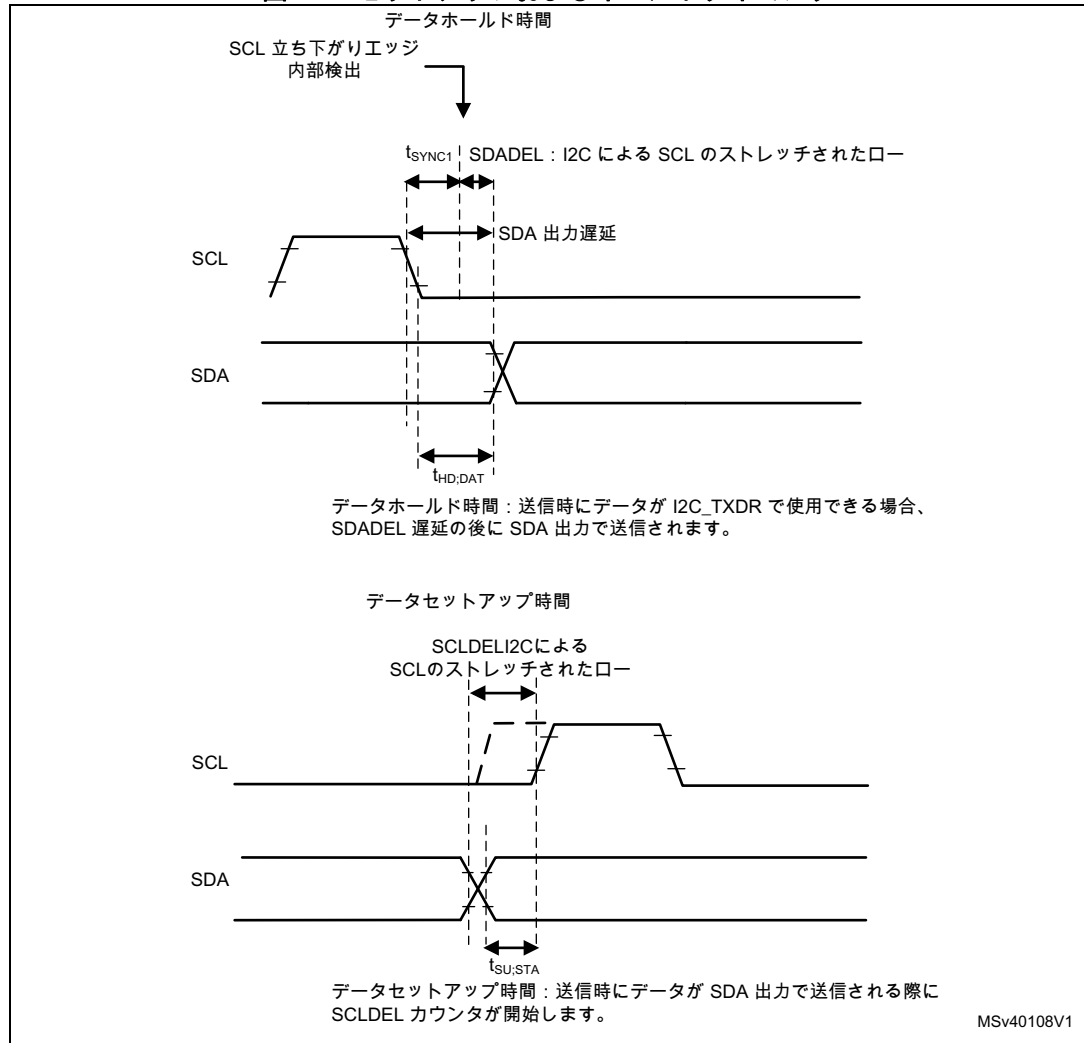 データホールド時間
SCL 立ち下がりエッジ
内部検出
tSYNC1
SDADEL：I2C による SCL のストレッチされたロー
SDA 出力遅延
SCL
SDA
tHD;DAT
データホールド時間：送信時にデータが I2C_TXDR で使用できる場合、
SDADEL 遅延の後に SDA 出力で送信されます。
データセットアップ時間
SCLDELI2Cによる
SCLのストレッチされたロー
SCL
SDA
tSU;STA
データセットアップ時間：送信時にデータが SDA 出力で送信される際に
SCLDEL カウンタが開始します。
MSv40108V1